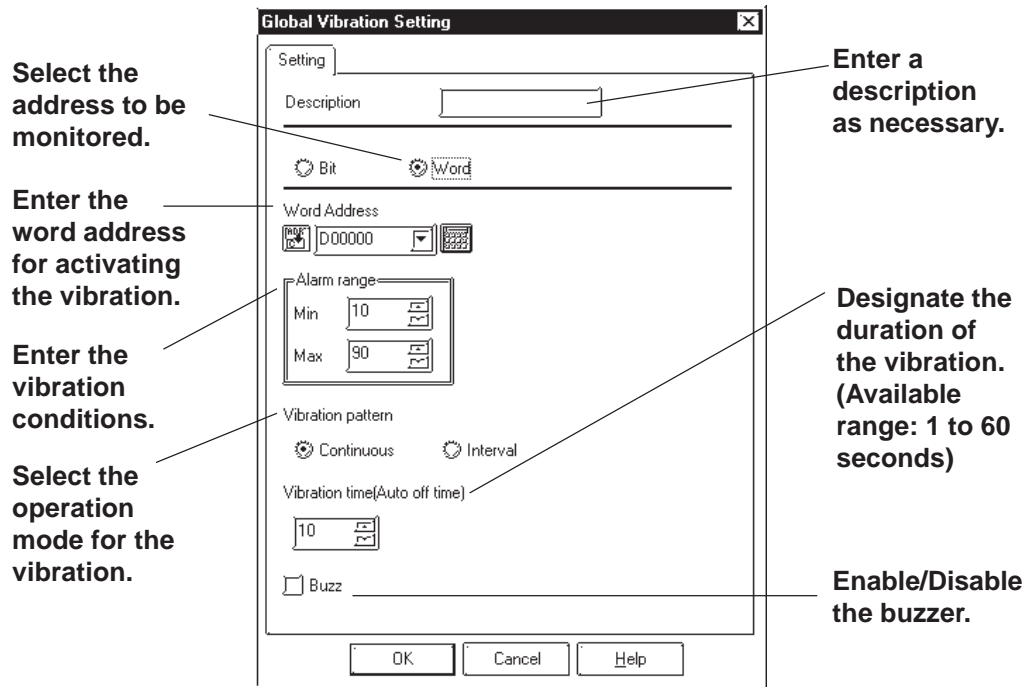 Global Vibration Setting
Setting
Select the
address to be
monitored.
Enter a
description
as necessary.
Description
Bit
Word
Enter the
word address
for activating
the vibration.
Word Address
D00000
Alarm range
Min
10
Max
90
Enter the
vibration
conditions.
Designate the
duration of
the vibration.
(Available
range: 1 to 60
seconds)
Vibration pattern
Continuous
Interval
Select the
operation
mode for the
vibration.
Vibration time(Auto off time)
10
Buzz
Enable/Disable
the buzzer.
OK
Cancel
Help